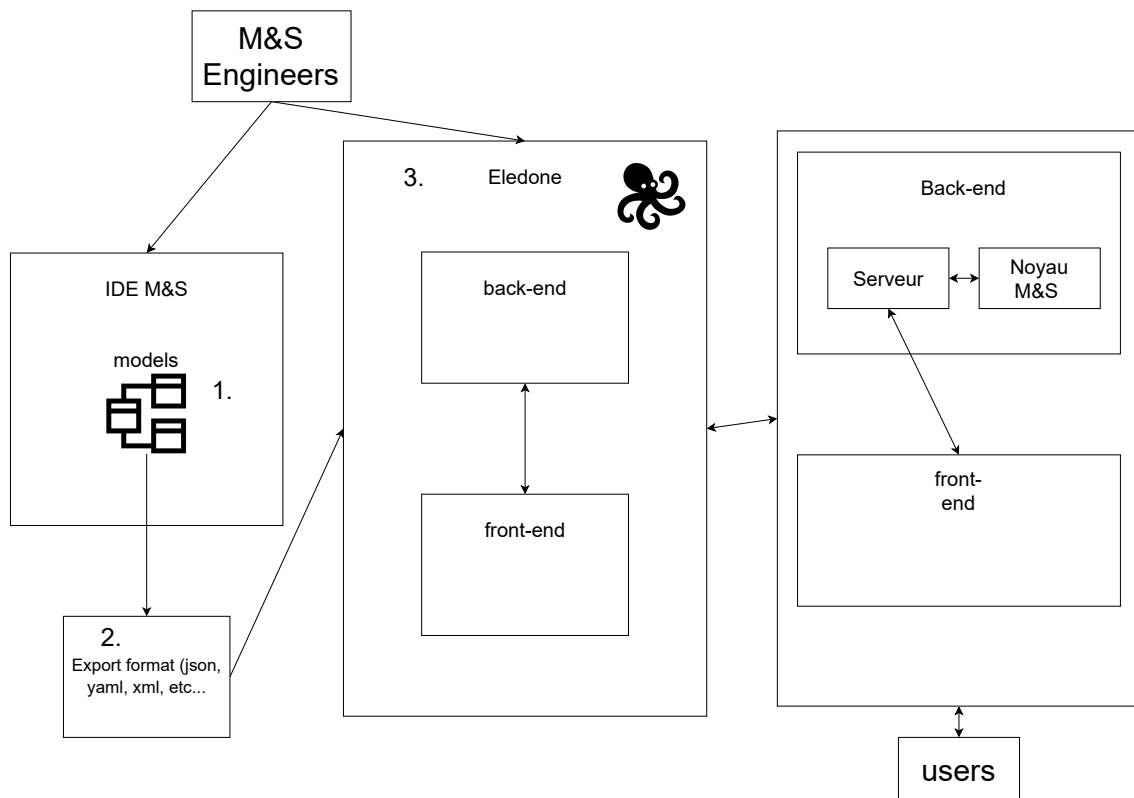 M&S
Engineers
3.
Eledone
Back-end
Serveur
Noyau
M&S
IDE M&S
back-end
models
1.
front-
end
front-end
2.
Export format (json,
yaml, xml, etc...
users